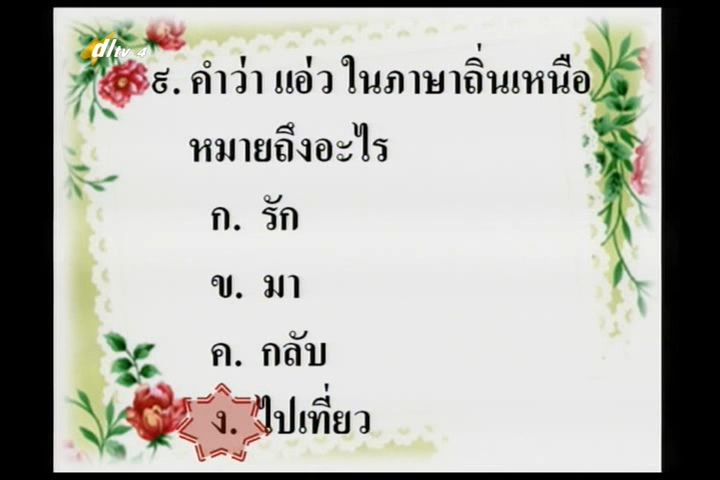 dltv 4
๙. คำว่า แอ่ว ในภาษาถิ่นเหนือ
หมายถึงอะไร
ก. รัก
ข. มา
ค. กลับ
ง. ไปเที่ยว